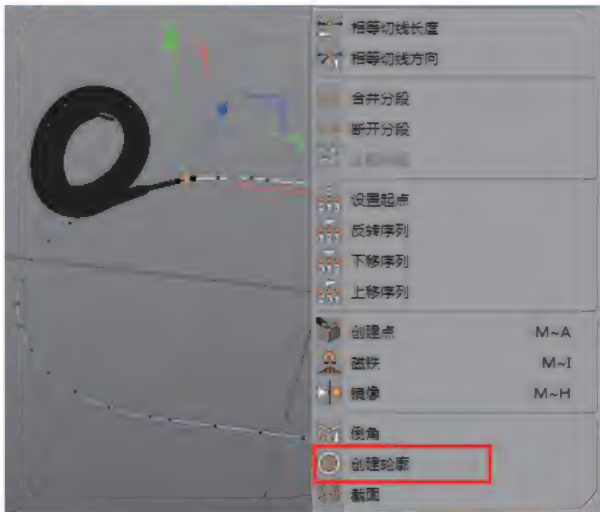 相等切线长度
相等切线方向
合并分段
断开分段
设置起点
反转序列
下移序列
上移序列
创建点 M~A
磁铁 M~I
镜像 M~H
倒角
创建轮廓
截面